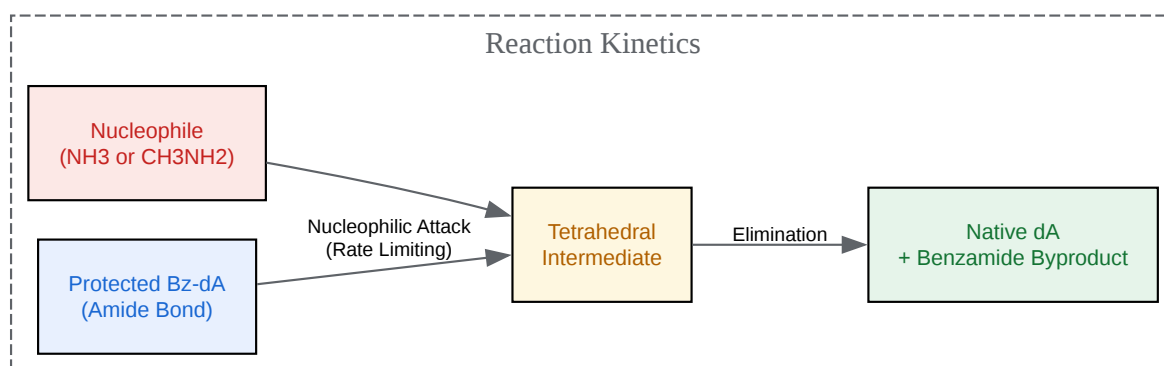 Reaction Kinetics
Nucleophile
(NH3 or CH3NH2)
Protected Bz-dA
(Amide Bond)
Nucleophilic Attack
(Rate Limiting)
Tetrahedral
Intermediate
Elimination
Native dA
+ Benzamide Byproduct